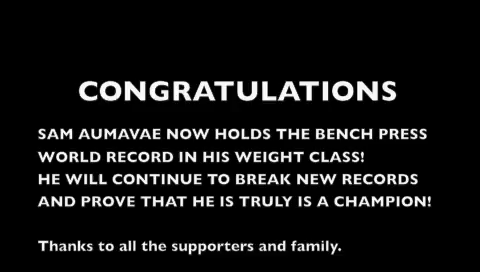 CONGRATULATIONS
SAM AUMAVAE NOW HOLDS THE BENCH PRESS
WORLD RECORD IN HIS WEIGHT CLASS!
HE WILL CONTINUE TO BREAK NEW RECORDS
AND PROVE THAT HE IS TRULY IS A CHAMPION!
Thanks to all the supporters and family.